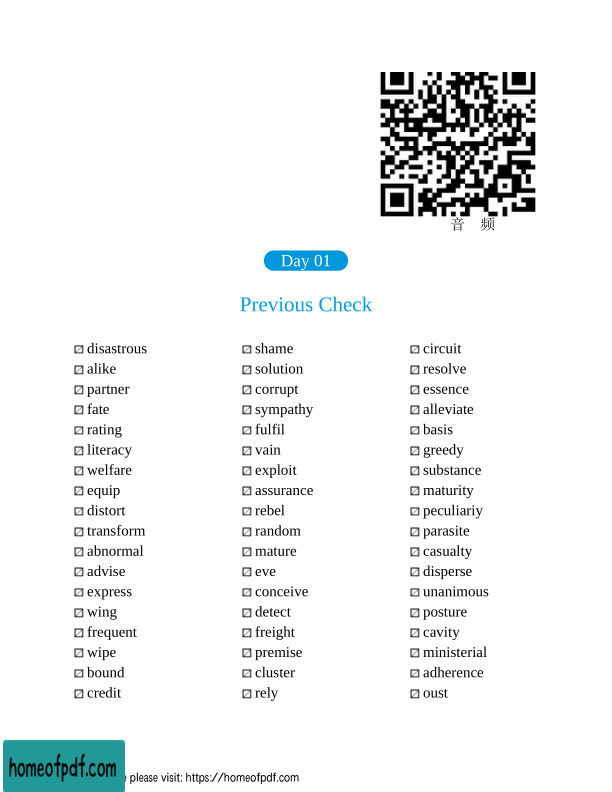 音 频
Day 01
Previous Check
disastrous
alike
partner
fate
rating
literacy
welfare
equip
distort
transform
abnormal
advise
express
wing
frequent
wipe
bound
credit
shame
solution
corrupt
sympathy
fulfil
vain
exploit
assurance
rebel
random
mature
eve
conceive
detect
freight
premise
cluster
rely
circuit
resolve
essence
alleviate
basis
greedy
substance
maturity
peculiariy
parasite
casualty
disperse
unanimous
posture
cavity
ministerial
adherence
oust
homeofpdf.com
e please visit: https://homeofpdf.com